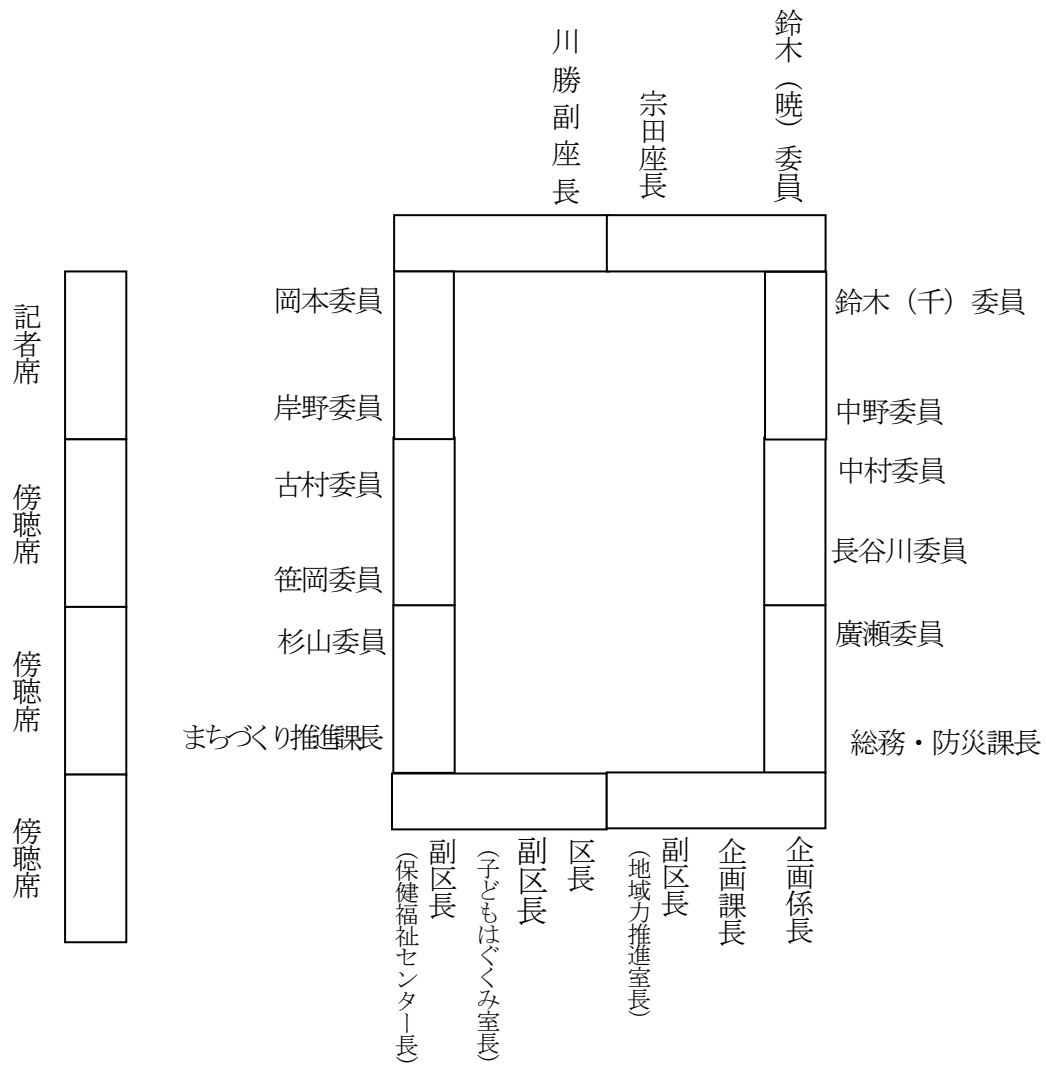 川勝副座長
宗田座長
鈴木（暁）委員
記者席
傍聴席
傍聴席
傍聴席
岡本委員
岸野委員
古村委員
笹岡委員
杉山委員
まちづくり推進課長
鈴木（千）委員
中野委員
中村委員
長谷川委員
廣瀬委員
総務・防災課長
副区長
（保健福祉センター長）
副区長
（子どもはぐくみ室長）
区長
副区長
（地域力推進室長）
企画課長
企画係長